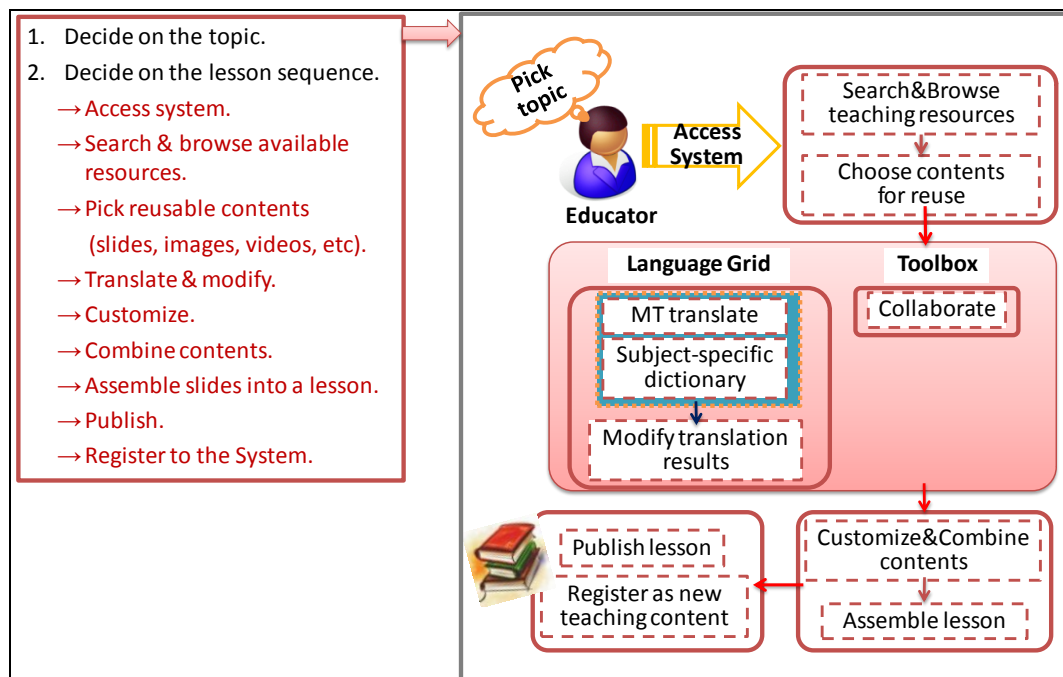 1. Decide on the topic.
2. Decide on the lesson sequence.
→ Access system.
→ Search & browse available
resources.
→ Pick reusable contents
(slides, images, videos, etc).
→ Translate & modify.
→ Customize.
→ Combine contents.
→ Assemble slides into a lesson.
→ Publish.
→ Register to the System.
Pick
topic
Educator
Access
System
Search&Browse
teaching resources
Choose contents
for reuse
Language Grid
MT translate
Subject-specific
dictionary
Modify translation
results
Toolbox
Collaborate
Customize&Combine
contents
Assemble lesson
Publish lesson
Register as new
teaching content